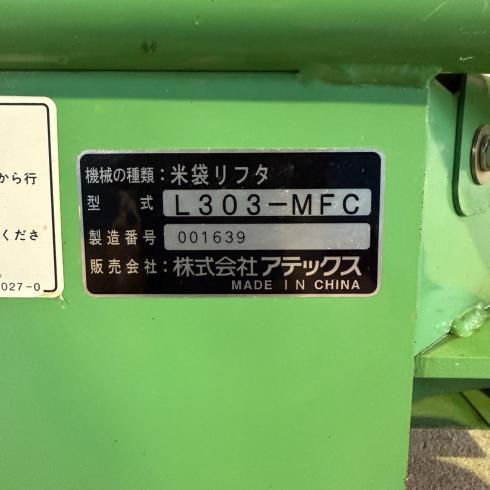 から行
くださ
027-0
機械の種類:米袋リフタ
型 式 L303-MFC
製造番号 001639
販売会社:株式会社アテックス
MADE IN CHINA